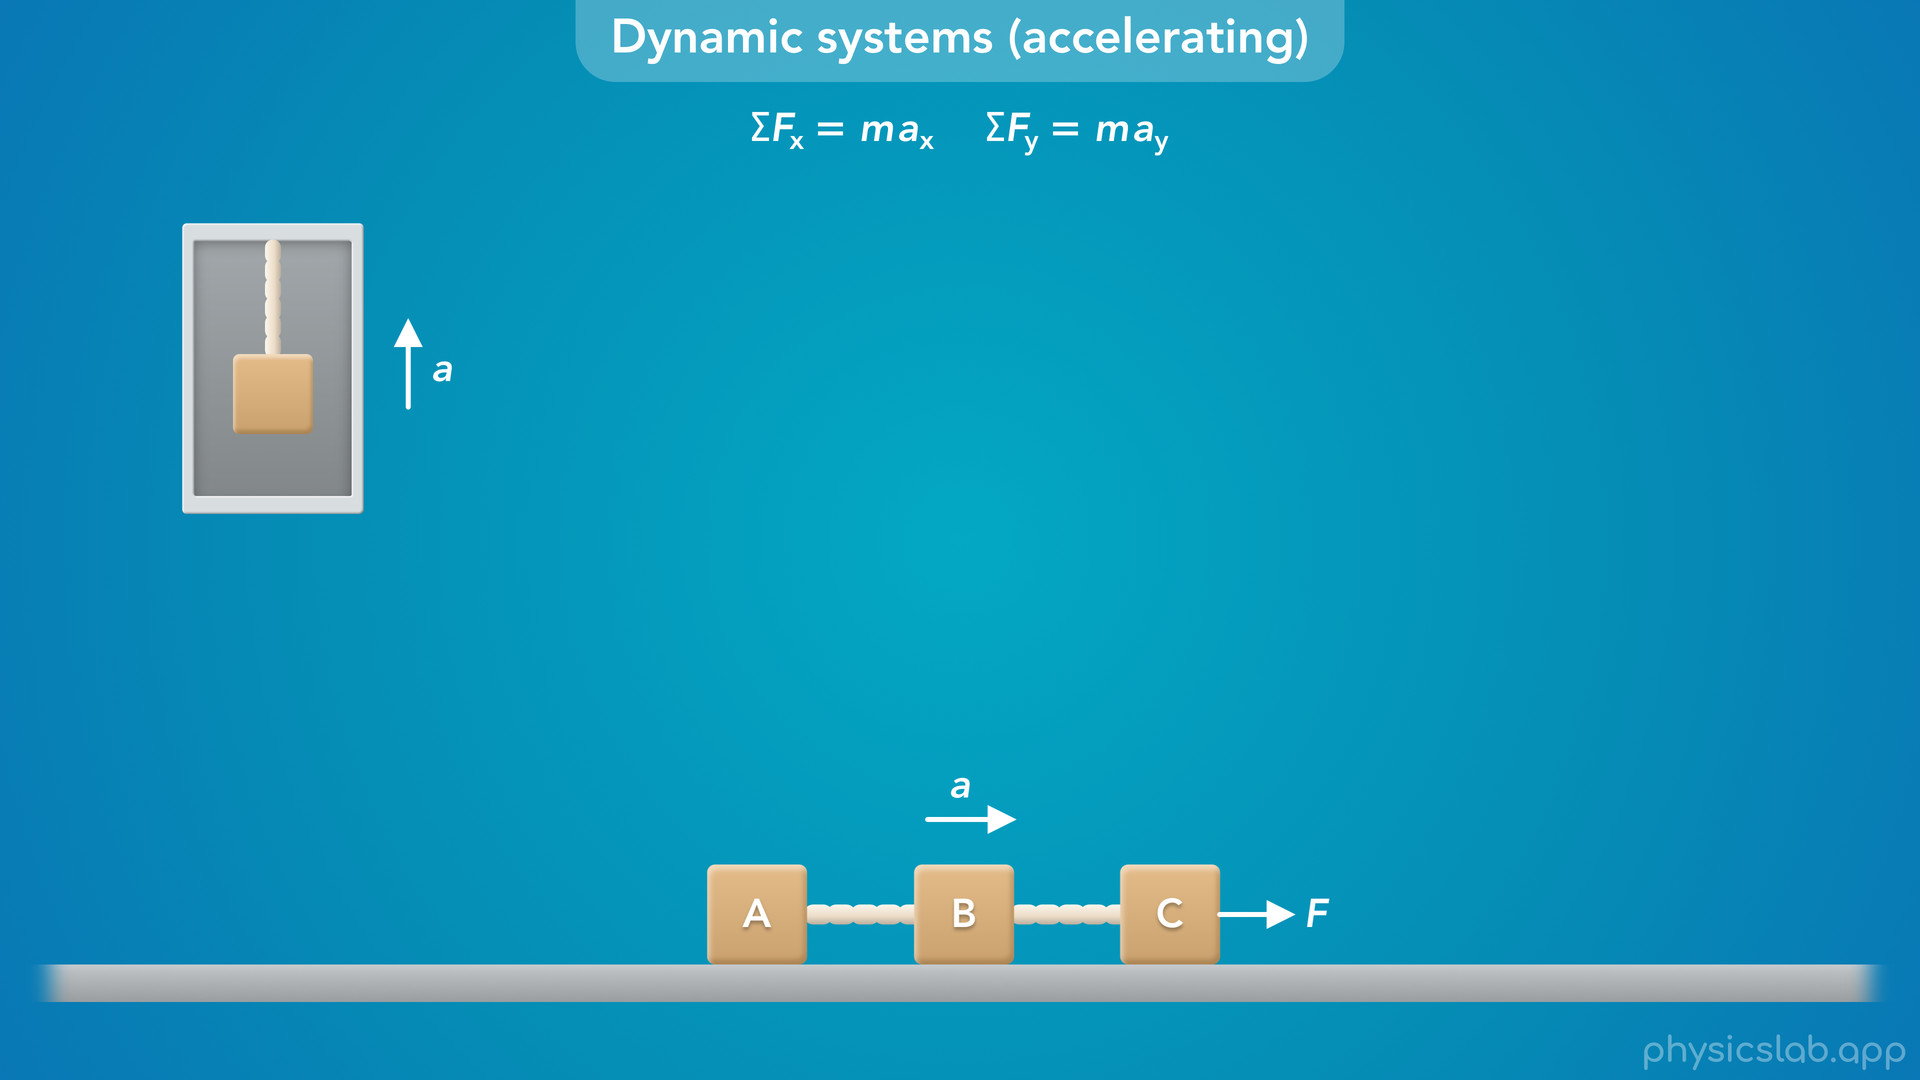 Dynamic systems (accelerating)
ΣFx = max ΣFy = may
a
a
A B C F
physicslab.app